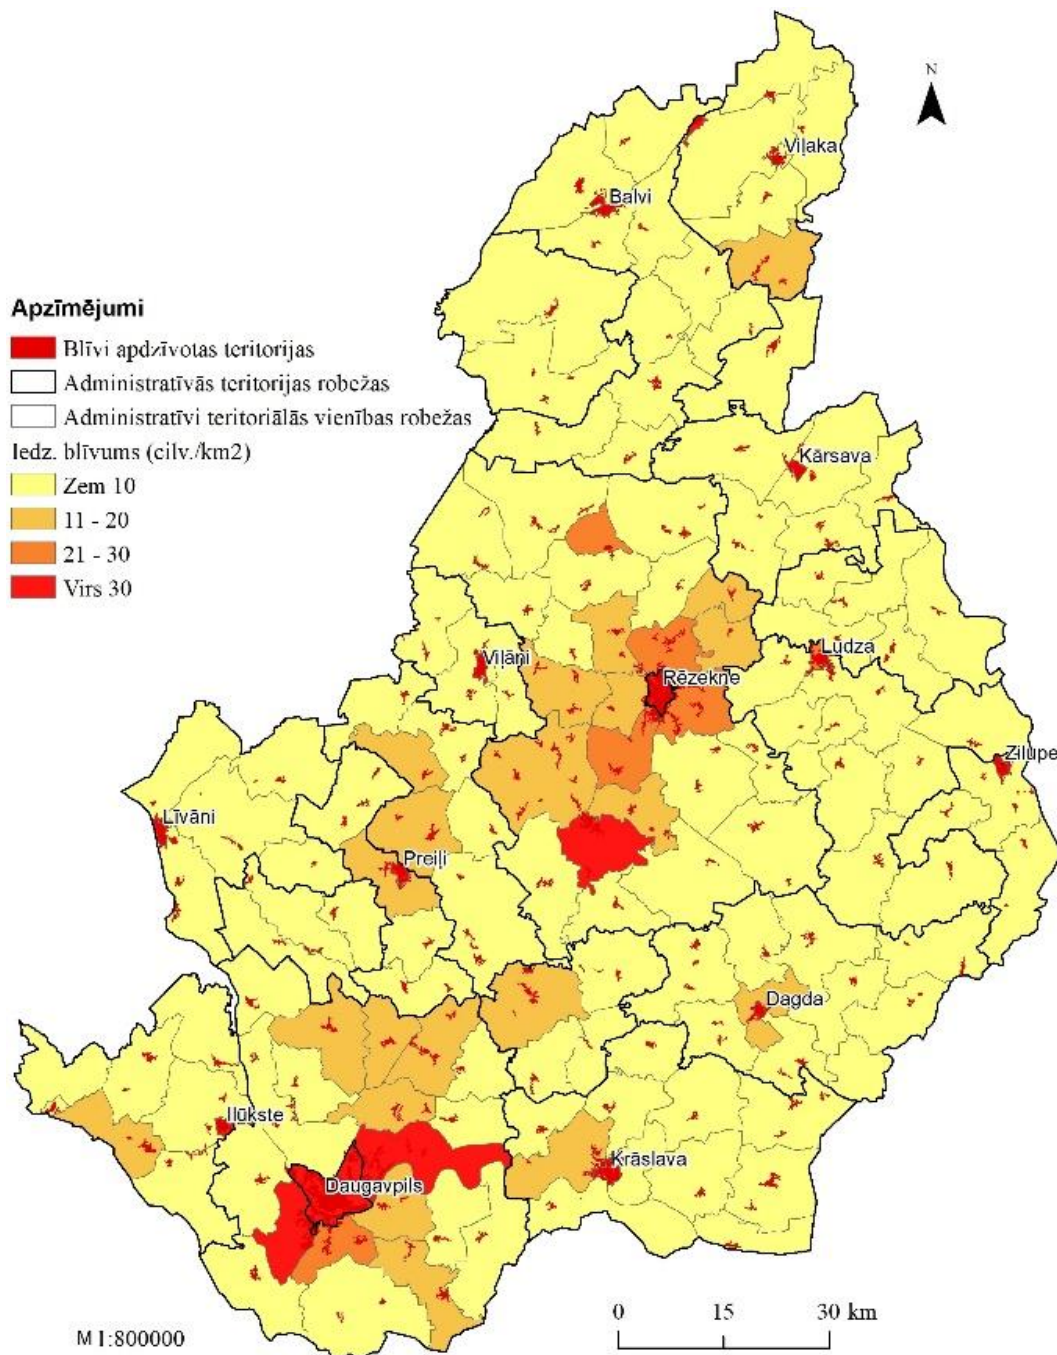 N
Viļaka
Balvi
Apzīmējumi
Blīvi apdzīvotas teritorijas
Administratīvās teritorijas robežas
Administratīvi teritoriālās vienības robežas
Iedz. blīvums (cilv./km2)
Zem 10
11 - 20
21 - 30
Virs 30
Kārsava
Viļāni
Ludza
Rēzekne
Zilupe
Līvāni
Preiļi
Dagda
Ilūkste
Krāslava
Daugavpils
0 15 30 km
M 1:800000